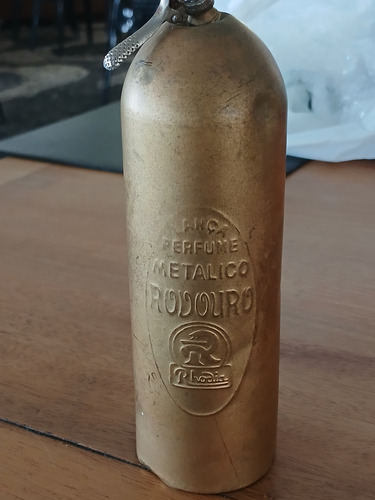 LANÇA
PERFUME
METALICO
RODOURO
Rhodia